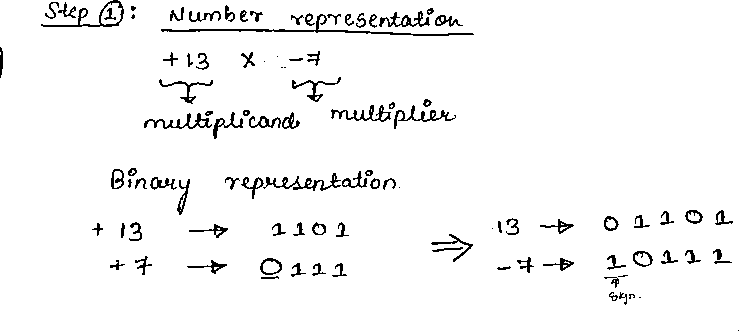 Step ①: Number representation
+13 x -7
multiplicand multiplier
Binary representation.
+ 13 → 1101 ⇒ 13 → 01101
+7 → 0111 -7 → 10111
sign.